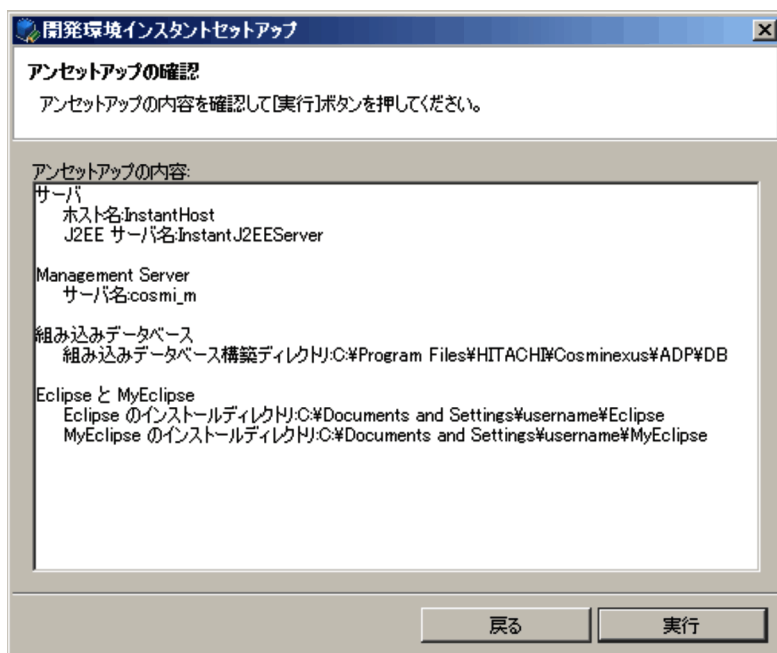 開発環境インスタントセットアップ
アンセットアップの確認
アンセットアップの内容を確認して[実行]ボタンを押してください。
アンセットアップの内容:
サーバ
ホスト名:InstantHost
J2EE サーバ名:InstantJ2EEServer
Management Server
サーバ名:cosmi_m
組み込みデータベース
組み込みデータベース構築ディレクトリ:C:¥Program Files¥HITACHI¥Cosminexus¥ADP¥DB
Eclipse と MyEclipse
Eclipse のインストールディレクトリ:C:¥Documents and Settings¥username¥Eclipse
MyEclipse のインストールディレクトリ:C:¥Documents and Settings¥username¥MyEclipse
戻る
実行